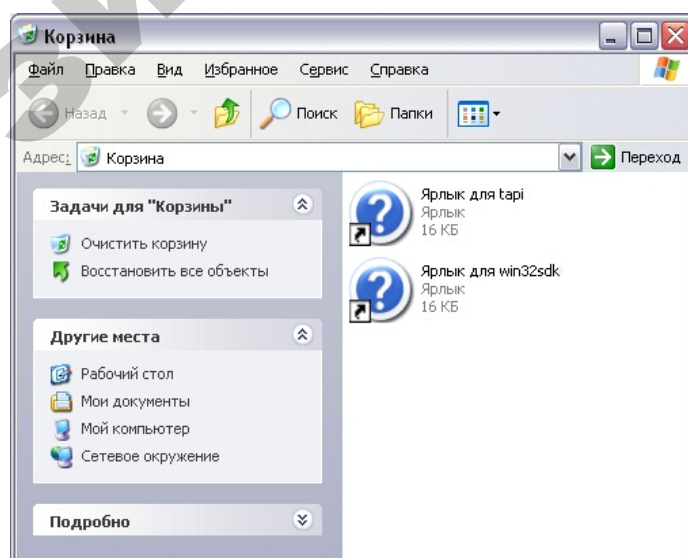 Корзина
Файл Правка Вид Избранное Сервис Справка
Назад Поиск Папки
Адрес: Корзина Переход
Задачи для "Корзины"
Очистить корзину
Восстановить все объекты
Другие места
Рабочий стол
Мои документы
Мой компьютер
Сетевое окружение
Подробно
Ярлык для tapi
Ярлык
16 КБ
Ярлык для win32sdk
Ярлык
16 КБ